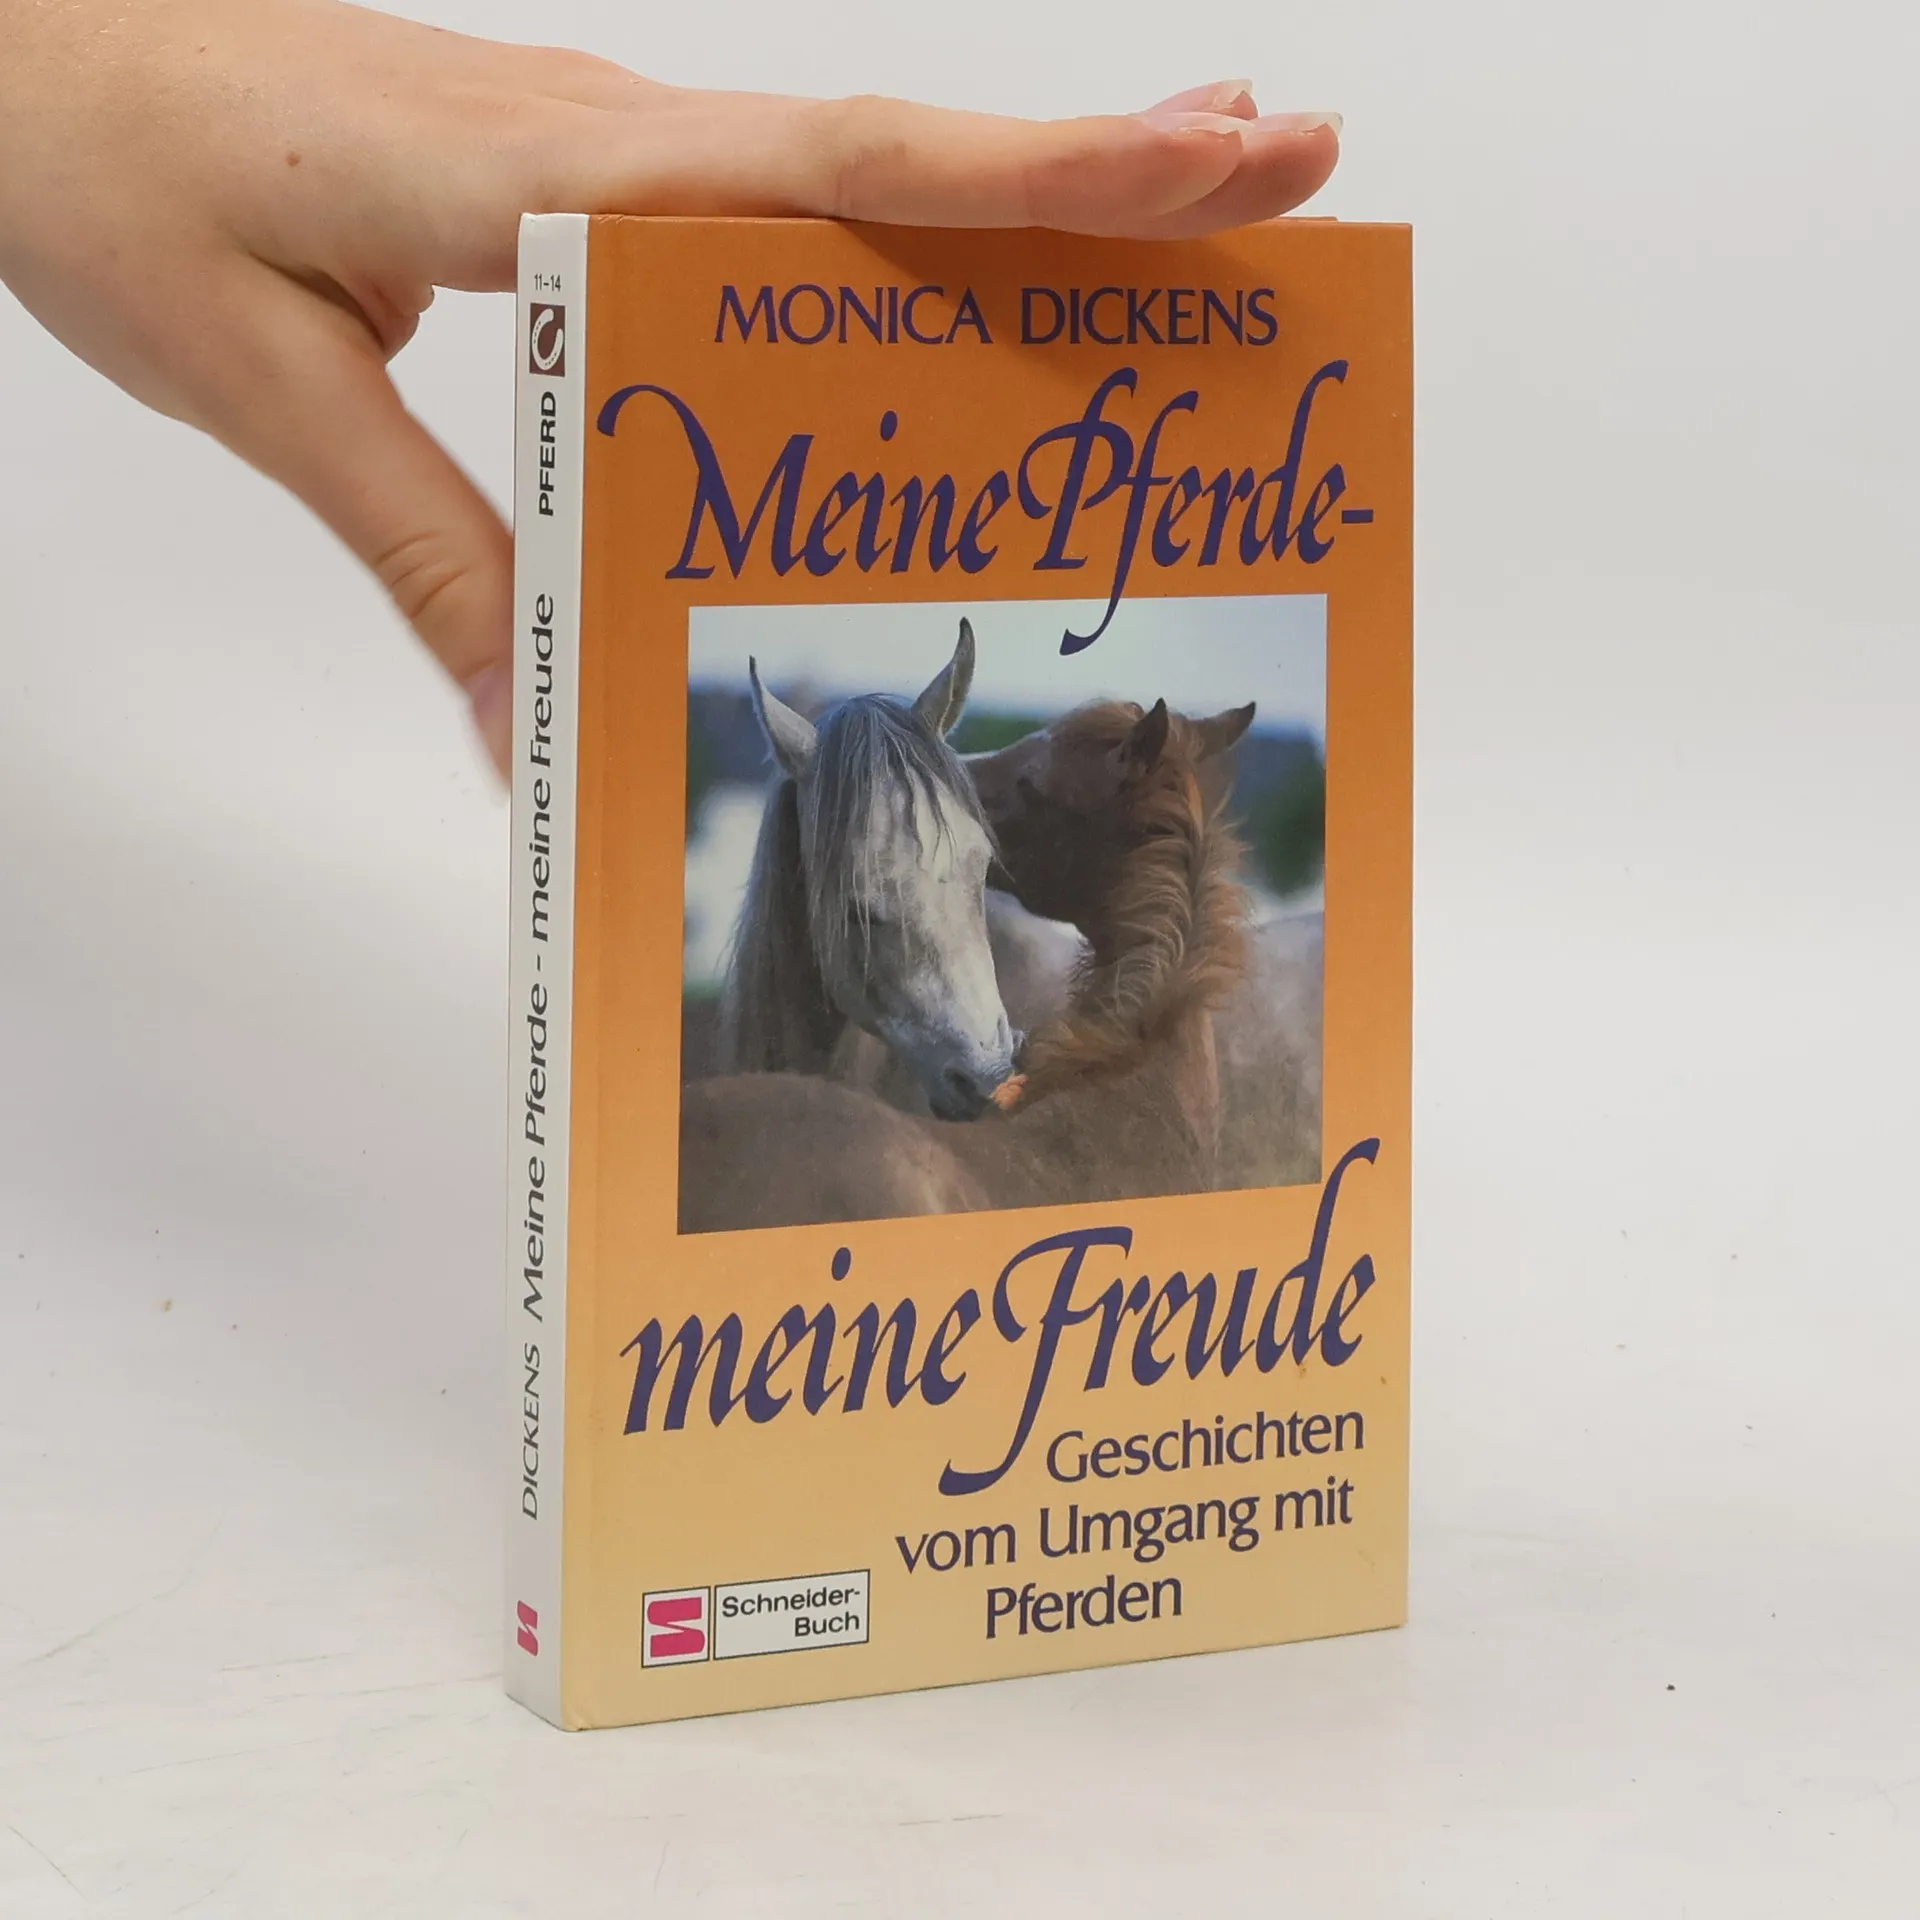 MONICA DICKENS
Meine Pferde-
meine Freude
Geschichten
vom Umgang mit
Pferden
Schneider-
Buch
11-14
PFERD
DICKENS Meine Pferde - meine Freude